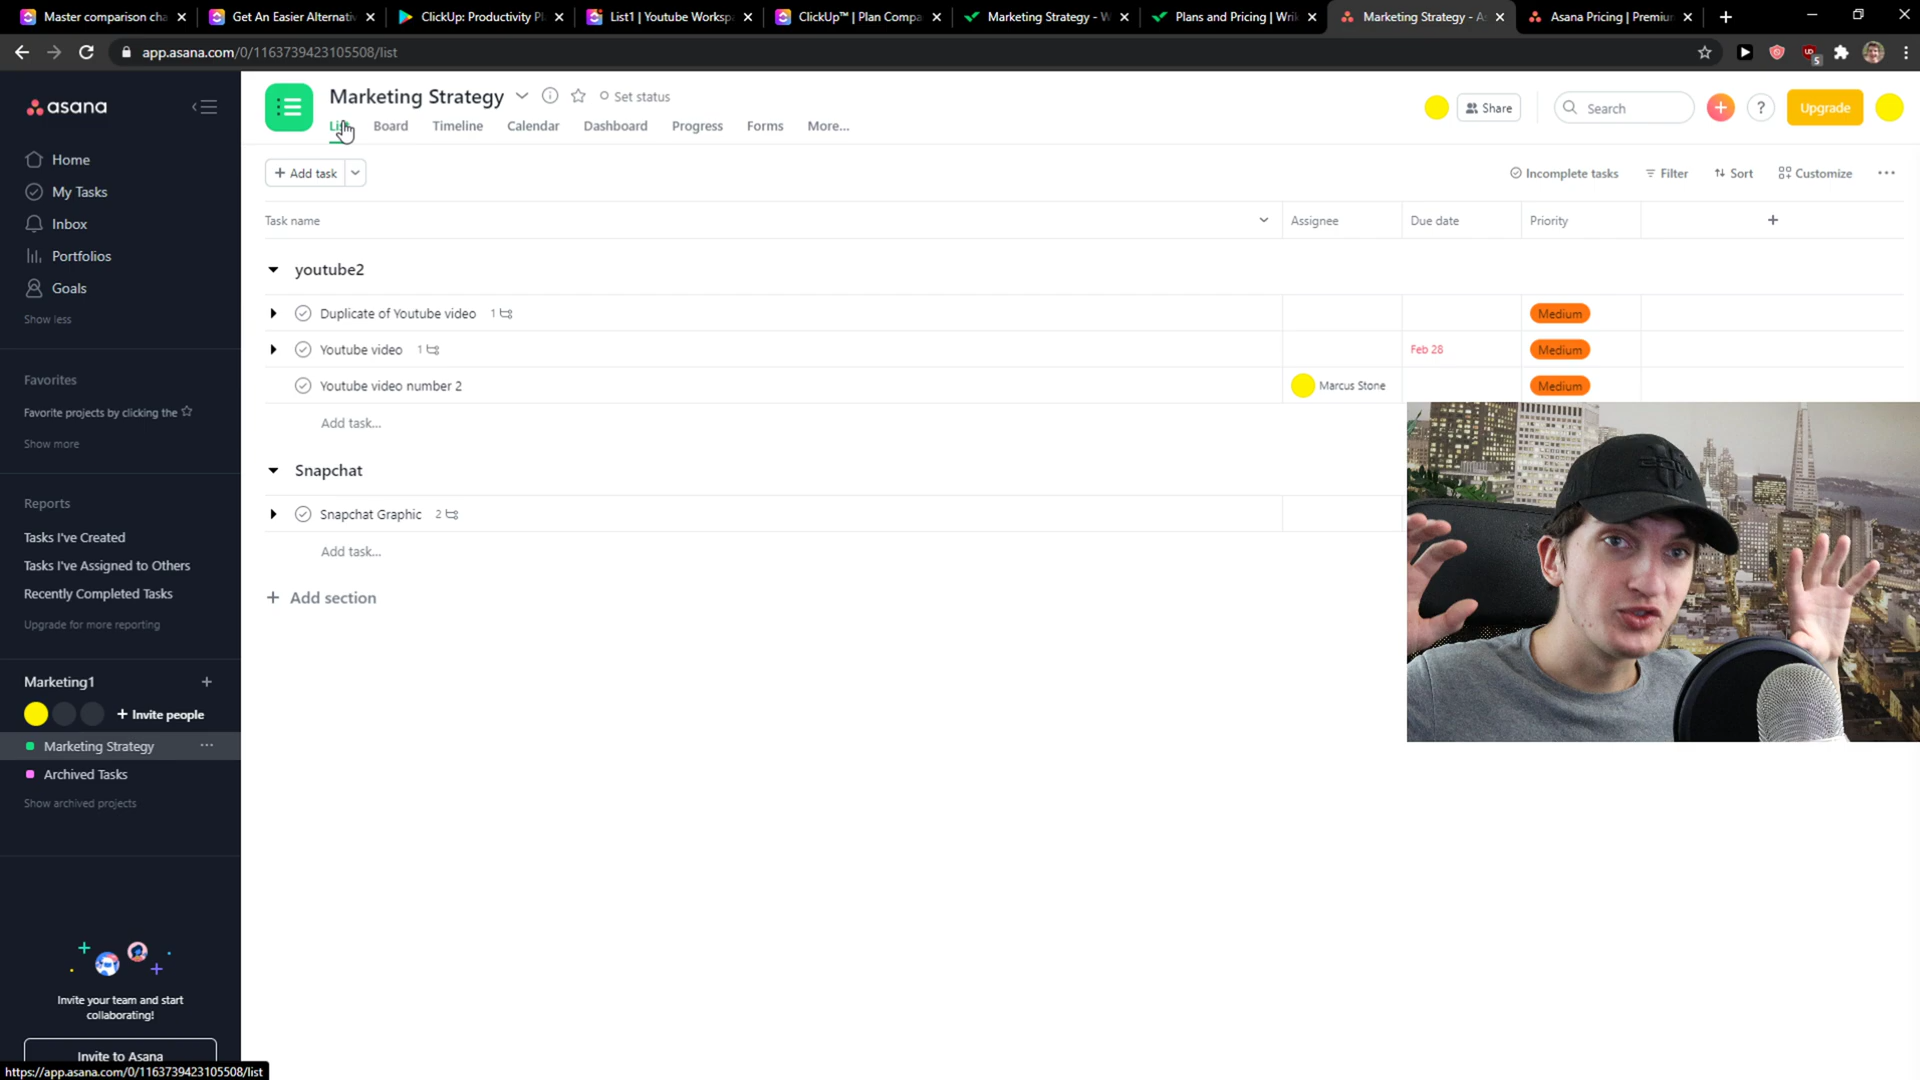 Master comparison cha
Get An Easier Alternativ
ClickUp: Productivity Pl
List1 | Youtube Worksp
ClickUp™ | Plan Compa
Marketing Strategy - W
Plans and Pricing | Wrik
Marketing Strategy - As
Asana Pricing | Premium
app.asana.com/0/1163739423105508/list
5
asana
Home
My Tasks
Inbox
Portfolios
Goals
Show less
Favorites
Favorite projects by clicking the
Show more
Reports
Tasks I've Created
Tasks I've Assigned to Others
Recently Completed Tasks
Upgrade for more reporting
Marketing1
Invite people
Marketing Strategy
Archived Tasks
Show archived projects
Invite your team and start
collaborating!
Invite to Asana
https://app.asana.com/0/1163739423105508/list
Marketing Strategy
Set status
Share
Search
?
Upgrade
List Board Timeline Calendar Dashboard Progress Forms More...
+ Add task
Incomplete tasks
Filter
Sort
Customize
Task name
Assignee
Due date
Priority
youtube2
Duplicate of Youtube video 1
Medium
Youtube video 1
Feb 28
Medium
Youtube video number 2
Marcus Stone
Medium
Add task...
Snapchat
Snapchat Graphic 2
Add task...
+ Add section